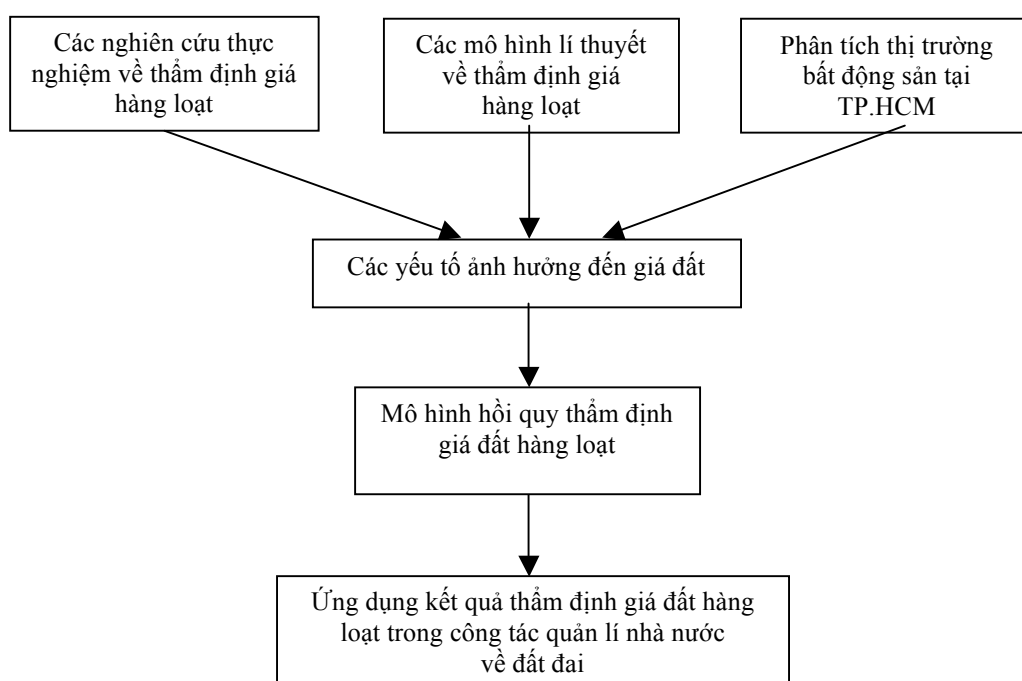 Các nghiên cứu thực
nghiệm về thẩm định giá
hàng loạt
Các mô hình lí thuyết
về thẩm định giá
hàng loạt
Phân tích thị trường
bất động sản tại
TP.HCM
Các yếu tố ảnh hưởng đến giá đất
Mô hình hồi quy thẩm định
giá đất hàng loạt
Ứng dụng kết quả thẩm định giá đất hàng
loạt trong công tác quản lí nhà nước
về đất đai